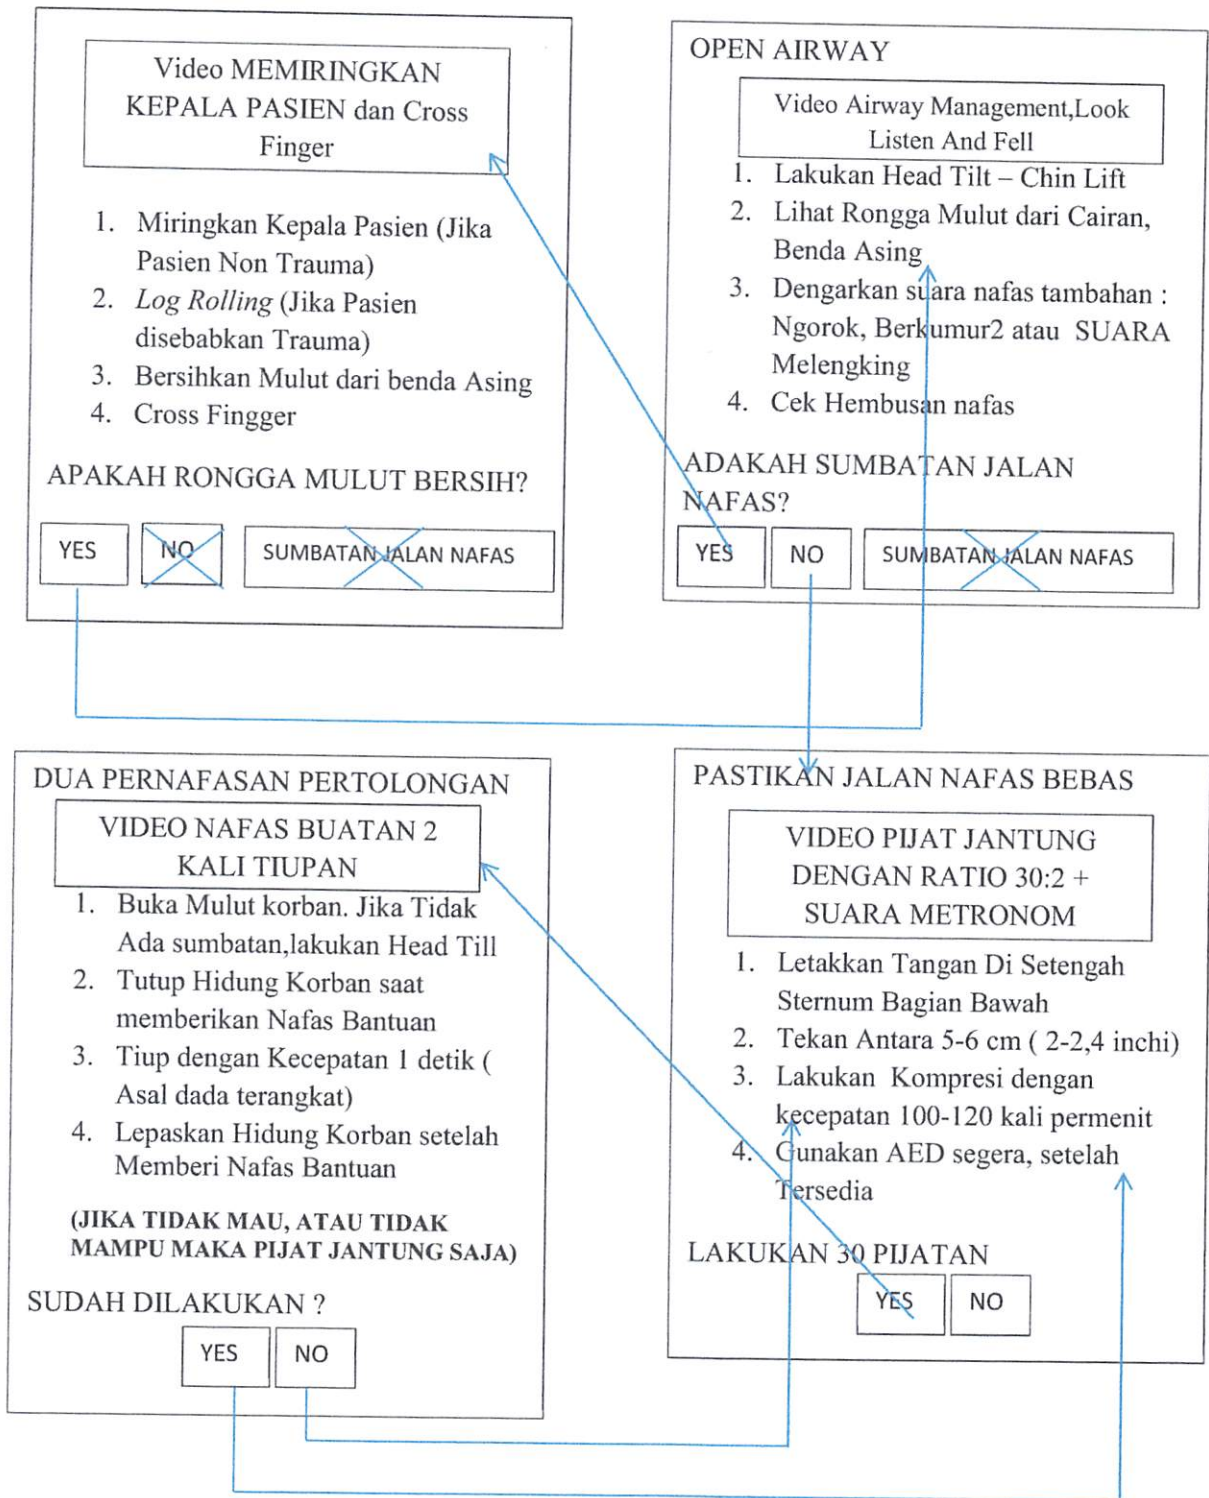 Video MEMIRINGKAN
KEPALA PASIEN dan Cross
Finger
1. Miringkan Kepala Pasien (Jika
Pasien Non Trauma)
2. Log Rolling (Jika Pasien
disebabkan Trauma)
3. Bersihkan Mulut dari benda Asing
4. Cross Fingger
APAKAH RONGGA MULUT BERSIH?
YES NO SUMBATAN JALAN NAFAS
OPEN AIRWAY
Video Airway Management,Look
Listen And Fell
1. Lakukan Head Tilt – Chin Lift
2. Lihat Rongga Mulut dari Cairan,
Benda Asing
3. Dengarkan suara nafas tambahan :
Ngorok, Berkumur2 atau SUARA
Melengking
4. Cek Hembusan nafas
ADAKAH SUMBATAN JALAN
NAFAS?
YES NO SUMBATAN JALAN NAFAS
DUA PERNAFASAN PERTOLONGAN
VIDEO NAFAS BUATAN 2
KALI TIUPAN
1. Buka Mulut korban. Jika Tidak
Ada sumbatan,lakukan Head Till
2. Tutup Hidung Korban saat
memberikan Nafas Bantuan
3. Tiup dengan Kecepatan 1 detik (
Asal dada terangkat)
4. Lepaskan Hidung Korban setelah
Memberi Nafas Bantuan
(JIKA TIDAK MAU, ATAU TIDAK
MAMPU MAKA PIJAT JANTUNG SAJA)
SUDAH DILAKUKAN ?
YES NO
PASTIKAN JALAN NAFAS BEBAS
VIDEO PIJAT JANTUNG
DENGAN RATIO 30:2 +
SUARA METRONOM
1. Letakkan Tangan Di Setengah
Sternum Bagian Bawah
2. Tekan Antara 5-6 cm ( 2-2,4 inchi)
3. Lakukan Kompresi dengan
kecepatan 100-120 kali permenit
4. Gunakan AED segera, setelah
Tersedia
LAKUKAN 30 PIJATAN
YES NO